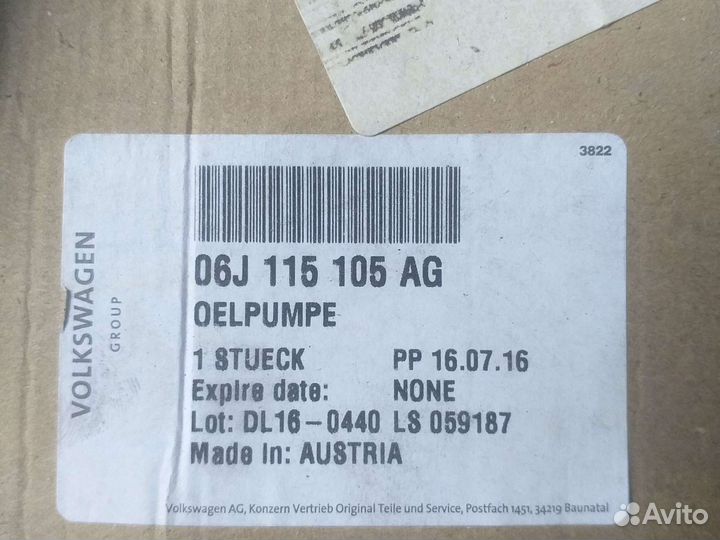 3822
VOLKSWAGEN
GROUP
06J 115 105 AG
OELPUMPE
1 STUECK PP 16.07.16
Expire date: NONE
Lot: DL16-0440 LS 059187
Made In: AUSTRIA
Volkswagen AG, Konzern Vertrieb Original Teile und Service, Postfach 1451, 34219 Baunatal
Avito